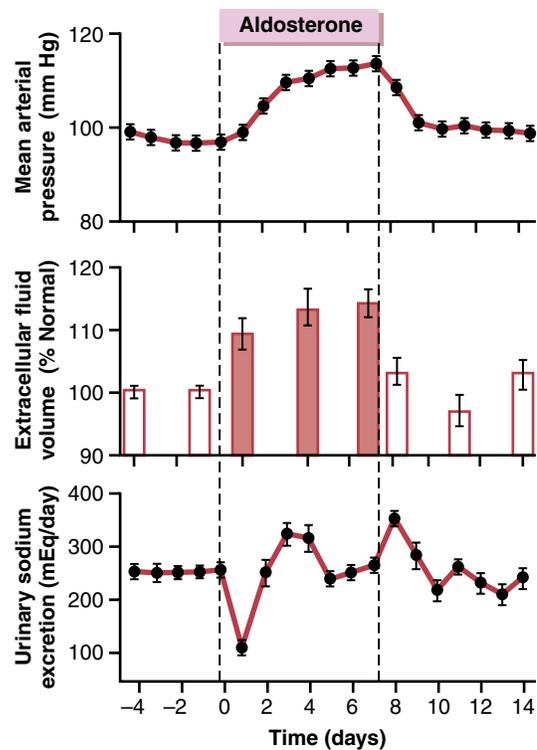 Aldosterone
120
100
80
Mean arterial
pressure (mm Hg)
120
110
100
90
Extracellular fluid
volume (% Normal)
400
300
200
100
Urinary sodium
excretion (mEq/day)
–4 –2 0 2 4 6 8 10 12 14
Time (days)